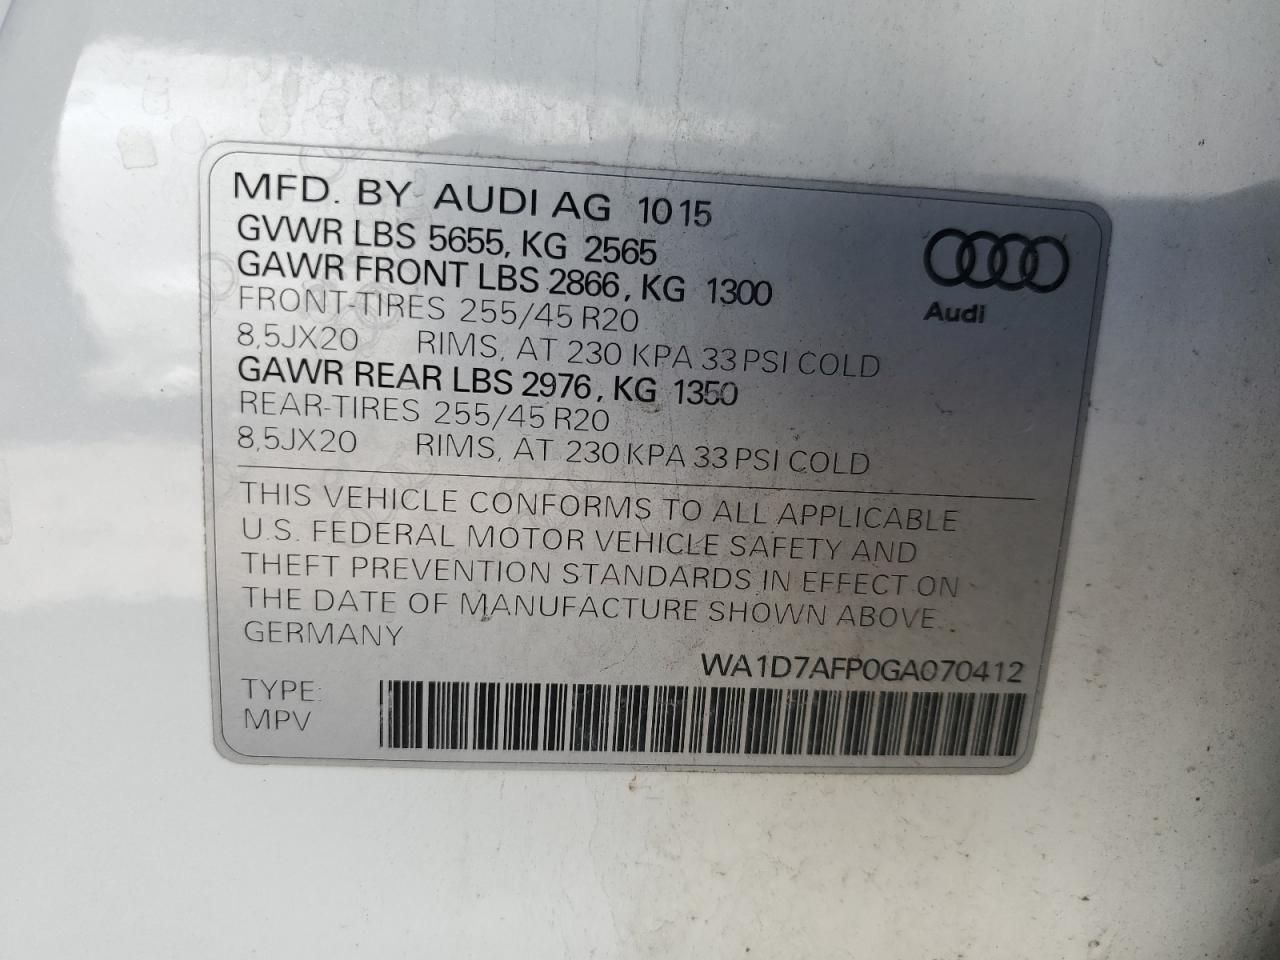 MFD. BY AUDI AG 1015
GVWR LBS 5655, KG 2565
GAWR FRONT LBS 2866, KG 1300
FRONT-TIRES 255/45 R20
8,5JX20 RIMS, AT 230 KPA 33 PSI COLD
GAWR REAR LBS 2976, KG 1350
REAR-TIRES 255/45 R20
8,5JX20 RIMS, AT 230 KPA 33 PSI COLD
Audi
THIS VEHICLE CONFORMS TO ALL APPLICABLE
U.S. FEDERAL MOTOR VEHICLE SAFETY AND
THEFT PREVENTION STANDARDS IN EFFECT ON
THE DATE OF MANUFACTURE SHOWN ABOVE.
GERMANY
WA1D7AFP0GA070412
TYPE:
MPV